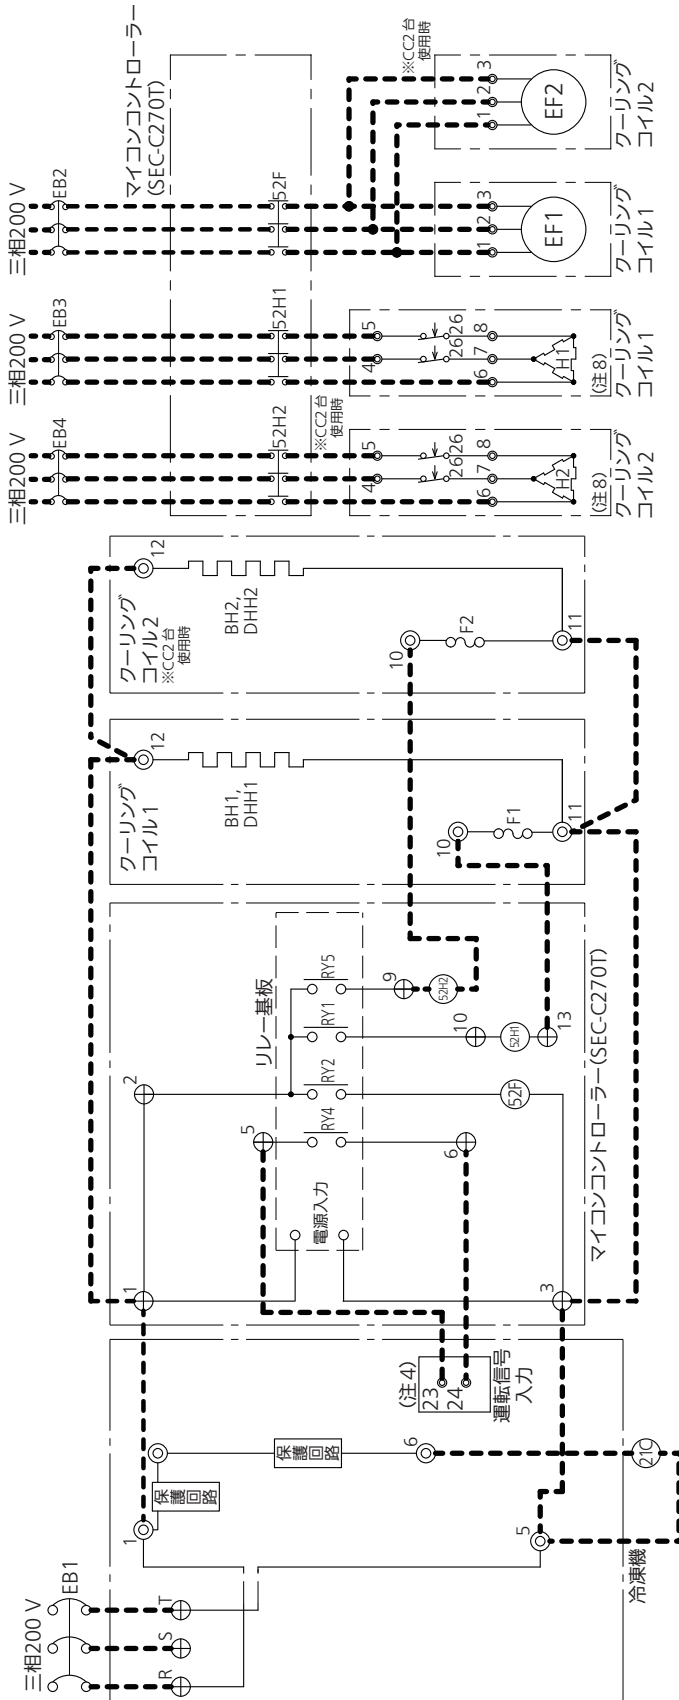 三相200 V
EB1
R
S
T
1
保護回路
保護回路
6
5
冷凍機
21C
(注4)
23
24
運転信号
入力
1
2
3
電源入力
リレー基板
5
RY4
RY2
RY1
RY5
6
9
10
13
52F
52H1
52H2
マイコンコントローラー(SEC-C270T)
クーリング
コイル1
12
BH1,
DHH1
10
F1
11
クーリング
コイル2
※CC2 台
使用時
12
BH2,
DHH2
10
F2
11
三相200 V
EB4
52H2
※CC2 台
使用時
4
5
26
26
6
7
8
H2
(注8)
クーリング
コイル2
三相200 V
EB3
52H1
4
5
26
26
6
7
8
H1
(注8)
クーリング
コイル1
三相200 V
EB2
マイコンコントローラー
(SEC-C270T)
52F
1
2
3
EF1
クーリング
コイル1
※CC2 台
使用時
1
2
3
EF2
クーリング
コイル2